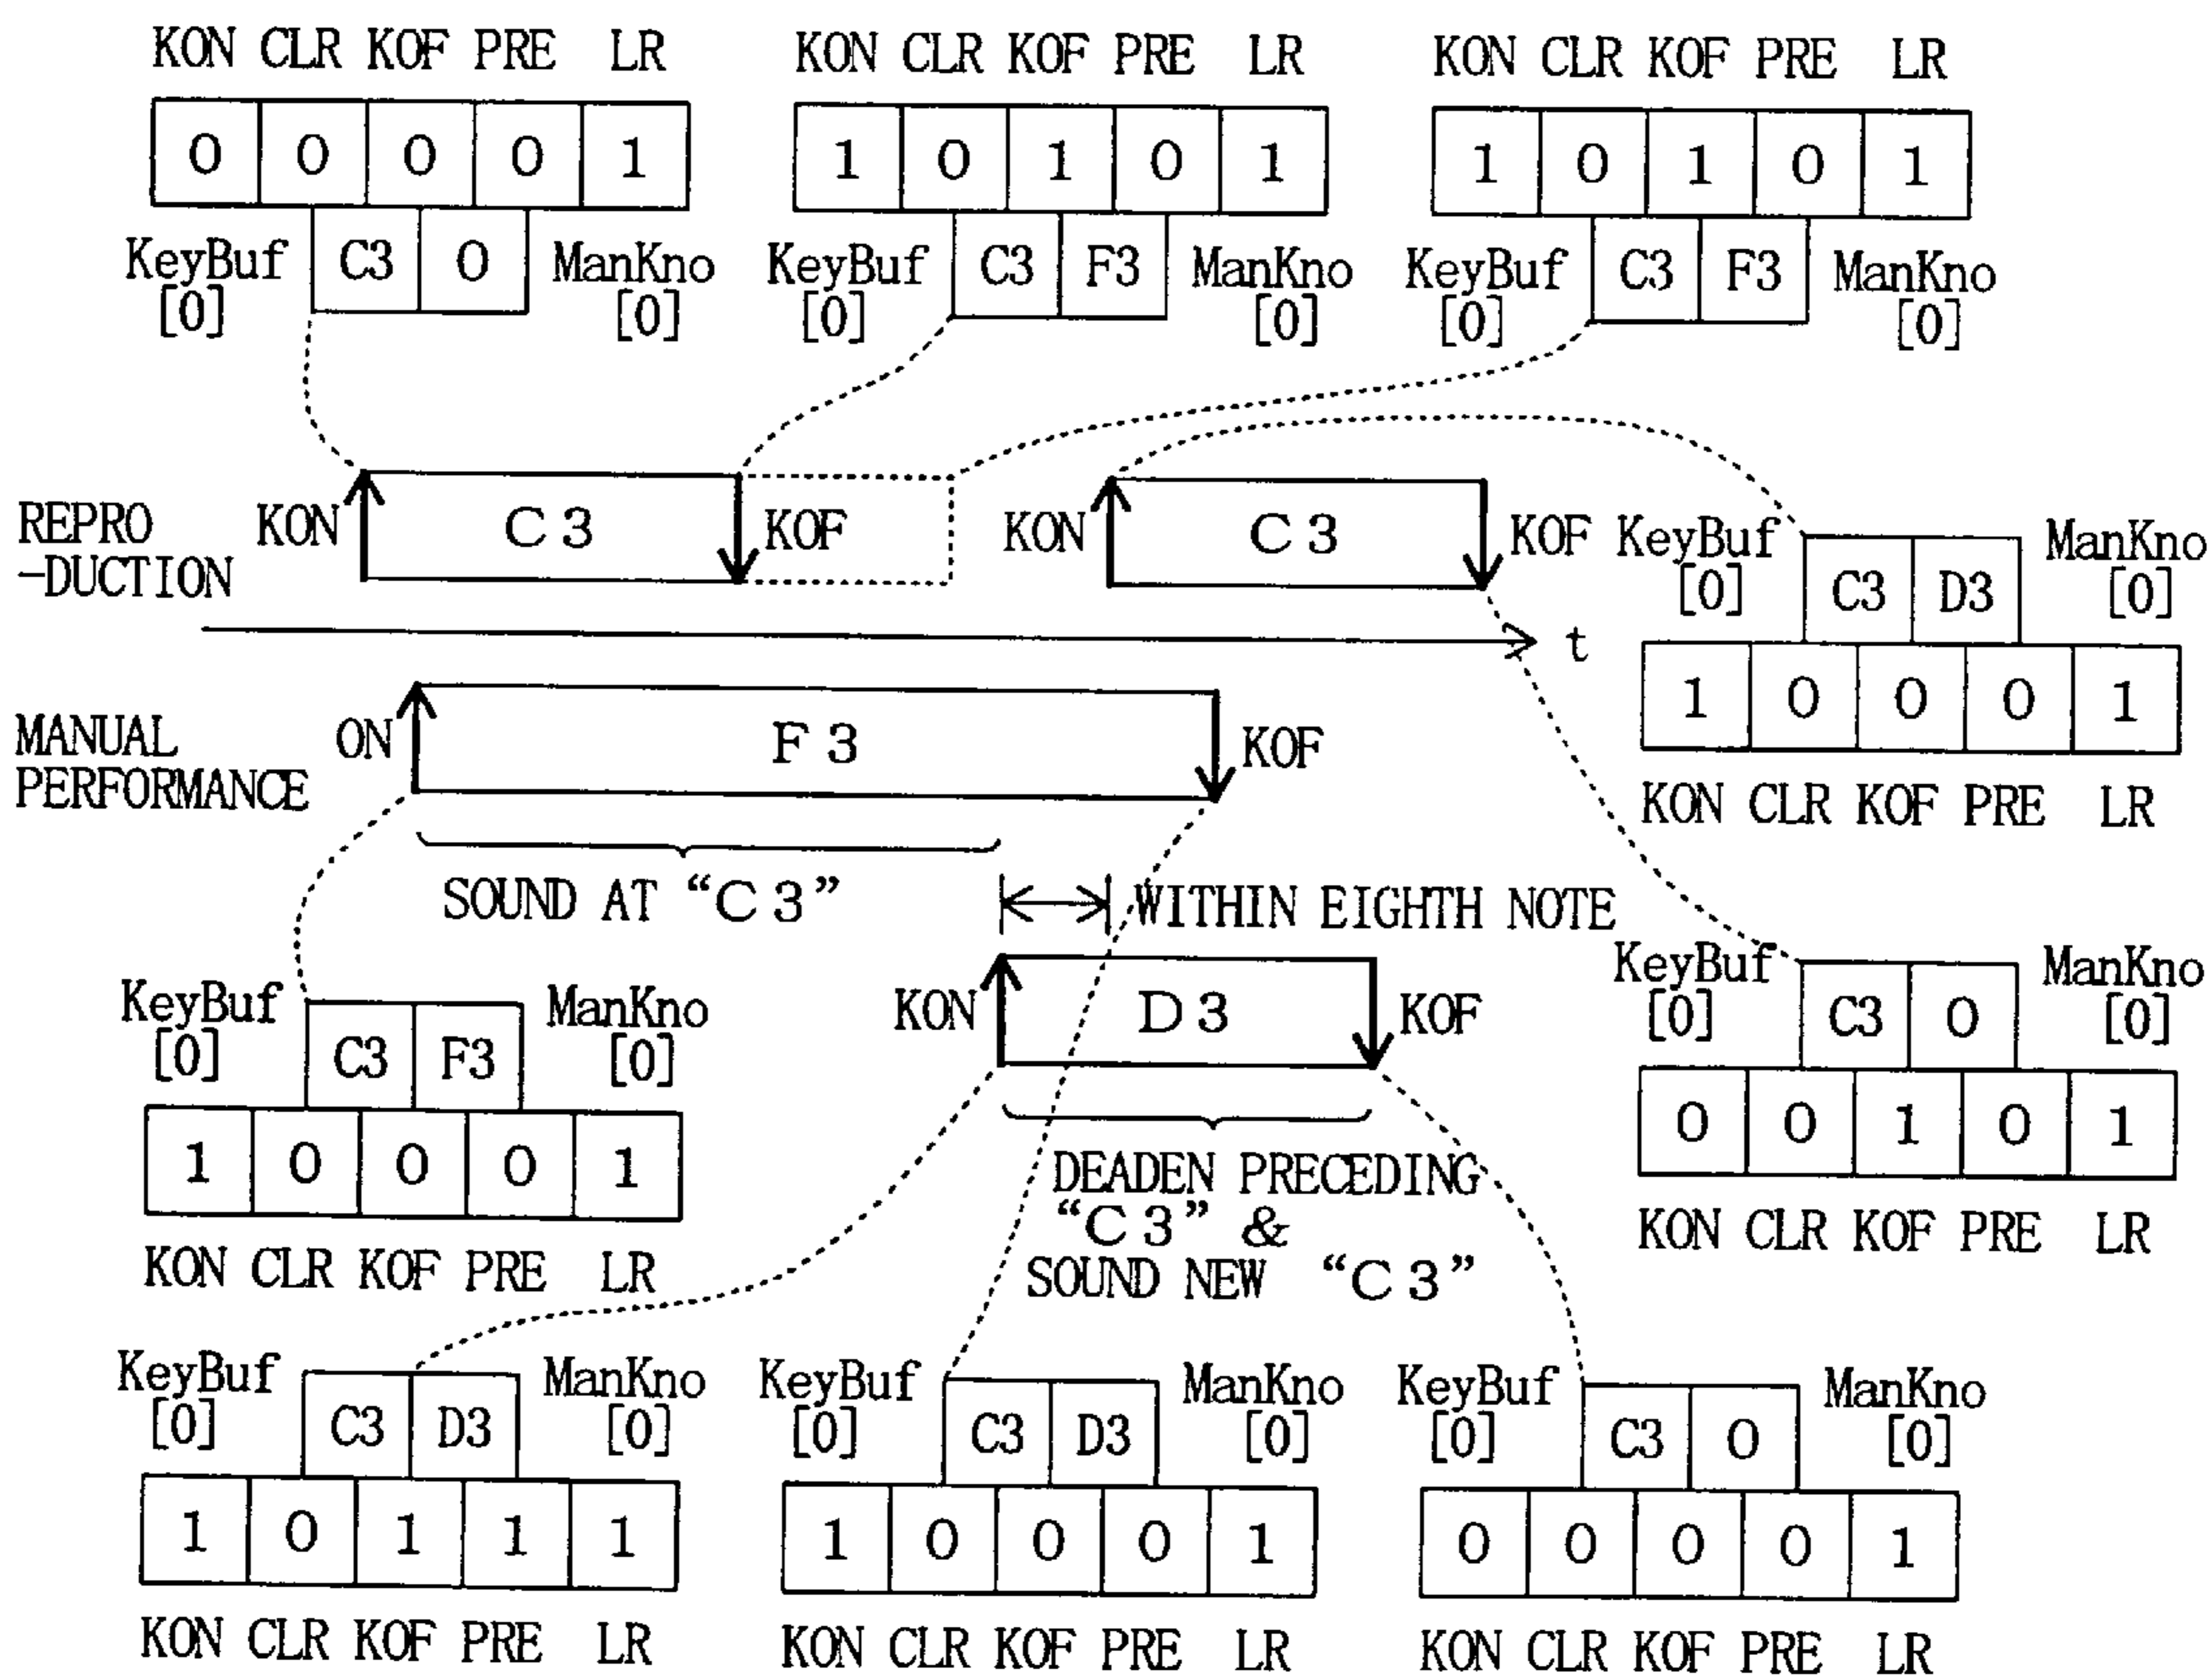 KON CLR KOF PRE LR
0 0 0 0 1
KeyBuf [0] C3 0 ManKno [0]
KON CLR KOF PRE LR
1 0 1 0 1
KeyBuf [0] C3 F3 ManKno [0]
KON CLR KOF PRE LR
1 0 1 0 1
KeyBuf [0] C3 F3 ManKno [0]
REPRO
-DUCTION
KON C3 KOF
KON C3 KOF
KeyBuf [0] C3 D3 ManKno [0]
1 0 0 0 1
KON CLR KOF PRE LR
t
MANUAL
PERFORMANCE
ON F3 KOF
SOUND AT “C3”
WITHIN EIGHTH NOTE
KON D3 KOF
KeyBuf [0] C3 F3 ManKno [0]
1 0 0 0 1
KON CLR KOF PRE LR
DEADEN PRECEDING
“C3” &
SOUND NEW “C3”
KeyBuf [0] C3 0 ManKno [0]
0 0 1 0 1
KON CLR KOF PRE LR
KeyBuf [0] C3 D3 ManKno [0]
1 0 1 1 1
KON CLR KOF PRE LR
KeyBuf [0] C3 D3 ManKno [0]
1 0 0 0 1
KON CLR KOF PRE LR
KeyBuf [0] C3 0 ManKno [0]
0 0 0 0 1
KON CLR KOF PRE LR